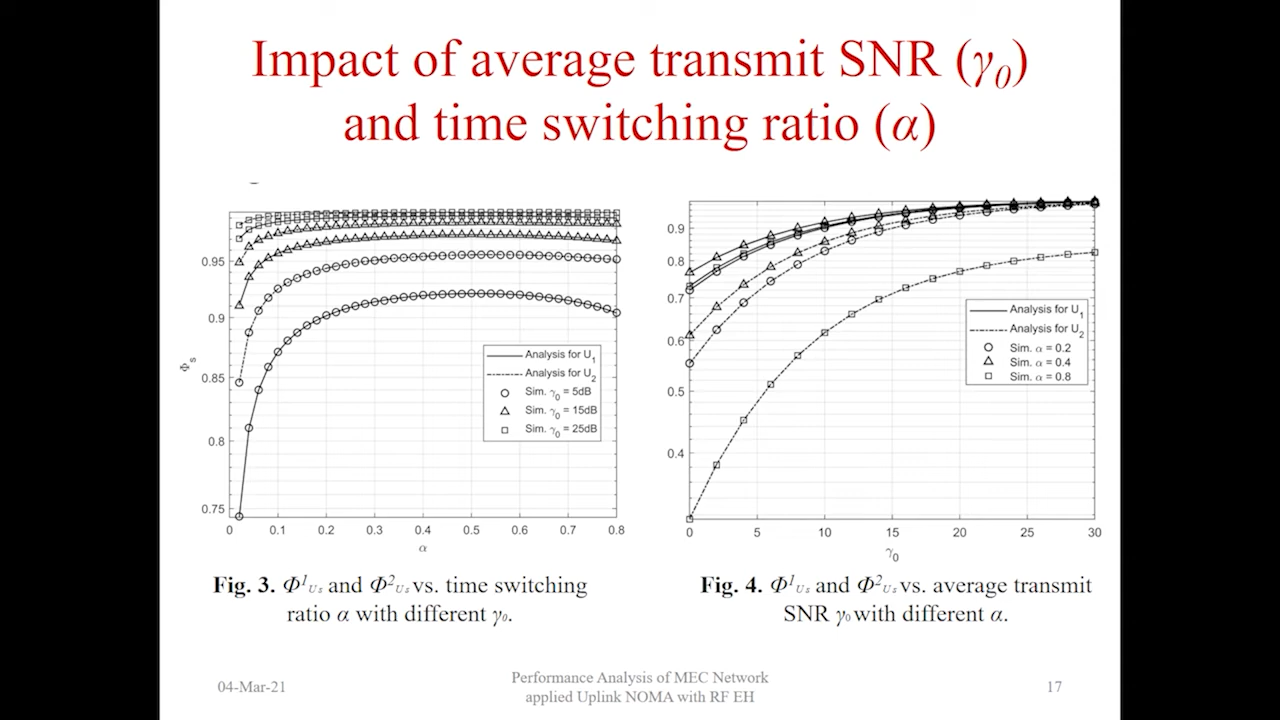 Impact of average transmit SNR (γ₀)
and time switching ratio (α)
0.95
0.9
0.85
0.8
0.75
Φs
0 0.1 0.2 0.3 0.4 0.5 0.6 0.7 0.8
α
Analysis for U1
Analysis for U2
Sim. γ0 = 5dB
Sim. γ0 = 15dB
Sim. γ0 = 25dB
0.9
0.8
0.7
0.6
0.5
0.4
0 5 10 15 20 25 30
γ0
Analysis for U1
Analysis for U2
Sim. α = 0.2
Sim. α = 0.4
Sim. α = 0.8
Fig. 3. Φ¹Us and Φ²Us vs. time switching
ratio α with different γ₀.
Fig. 4. Φ¹Us and Φ²Us vs. average transmit
SNR γ₀ with different α.
04-Mar-21
Performance Analysis of MEC Network
applied Uplink NOMA with RF EH
17